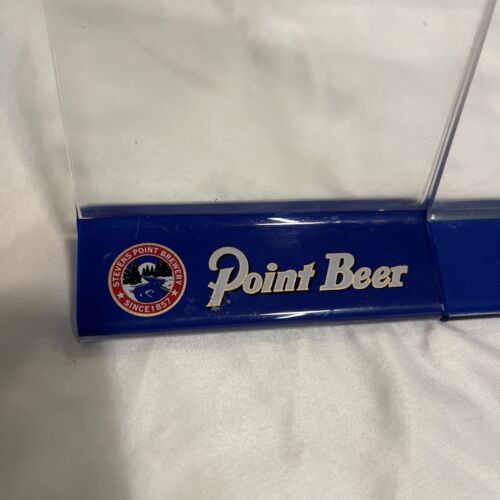 STEVENS POINT BREWERY
SINCE 1857
Point Beer